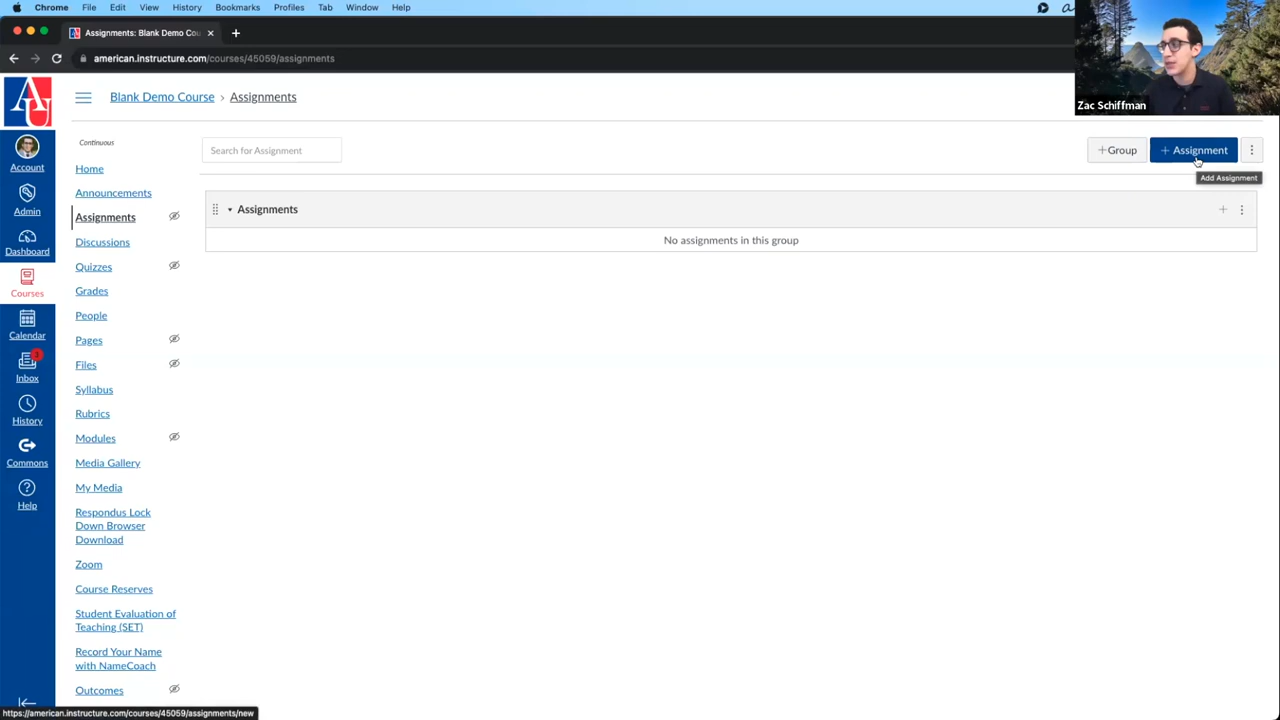 Chrome File Edit View History Bookmarks Profiles Tab Window Help
Assignments: Blank Demo Cou
american.instructure.com/courses/45059/assignments
Zac Schiffman
AU
Blank Demo Course › Assignments
Account
Admin
Dashboard
Courses
Calendar
Inbox
History
Commons
Help
Continuous
Home
Announcements
Assignments
Discussions
Quizzes
Grades
People
Pages
Files
Syllabus
Rubrics
Modules
Media Gallery
My Media
Respondus Lock
Down Browser
Download
Zoom
Course Reserves
Student Evaluation of
Teaching (SET)
Record Your Name
with NameCoach
Outcomes
Search for Assignment
+Group
+ Assignment
Add Assignment
Assignments
No assignments in this group
https://american.instructure.com/courses/45059/assignments/new